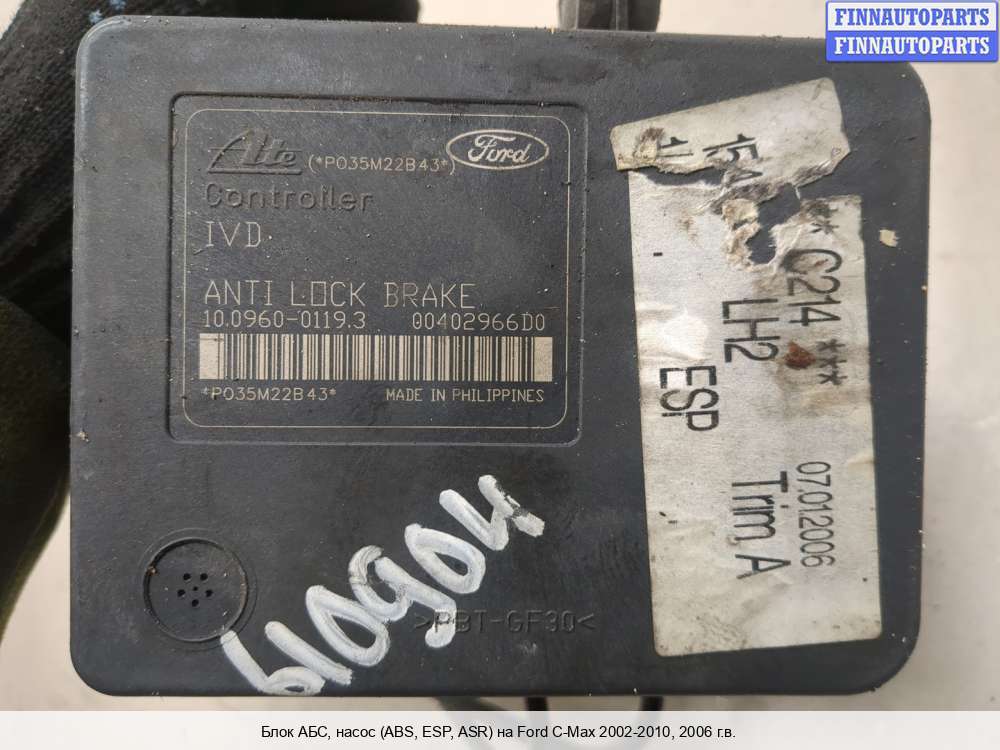 FINNAUTOPARTS
FINNAUTOPARTS
Ate (*P035M22B43*) Ford
Controller
IVD
ANTI LOCK BRAKE
10.0960-0119.3 00402966D0
*P035M22B43*
MADE IN PHILIPPINES
** C214 ***
LH2
ESP
07.01.2006
Trim A
610904
>PBT-GF30<
Блок АБС, насос (ABS, ESP, ASR) на Ford C-Max 2002-2010, 2006 г.в.